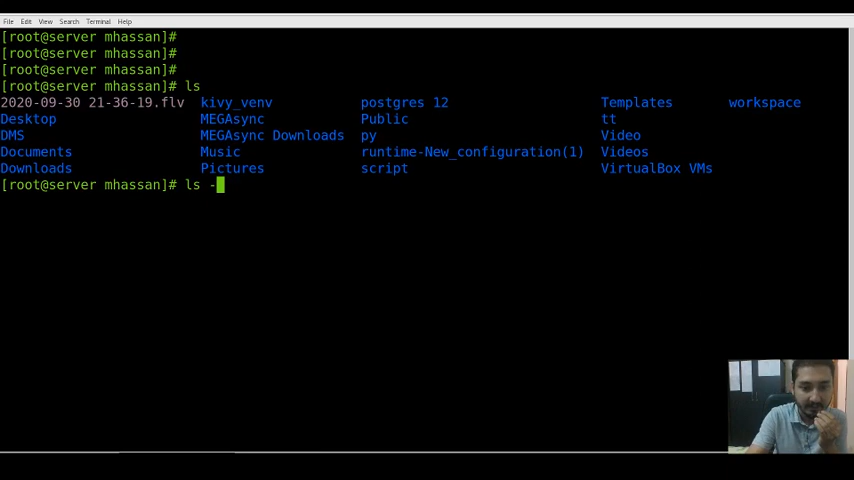 File Edit View Search Terminal Help
[root@server mhassan]#
[root@server mhassan]#
[root@server mhassan]#
[root@server mhassan]# ls
2020-09-30 21-36-19.flv kivy_venv postgres 12 Templates workspace
Desktop MEGAsync Public tt
DMS MEGAsync Downloads py Video
Documents Music runtime-New_configuration(1) Videos
Downloads Pictures script VirtualBox VMs
[root@server mhassan]# ls -